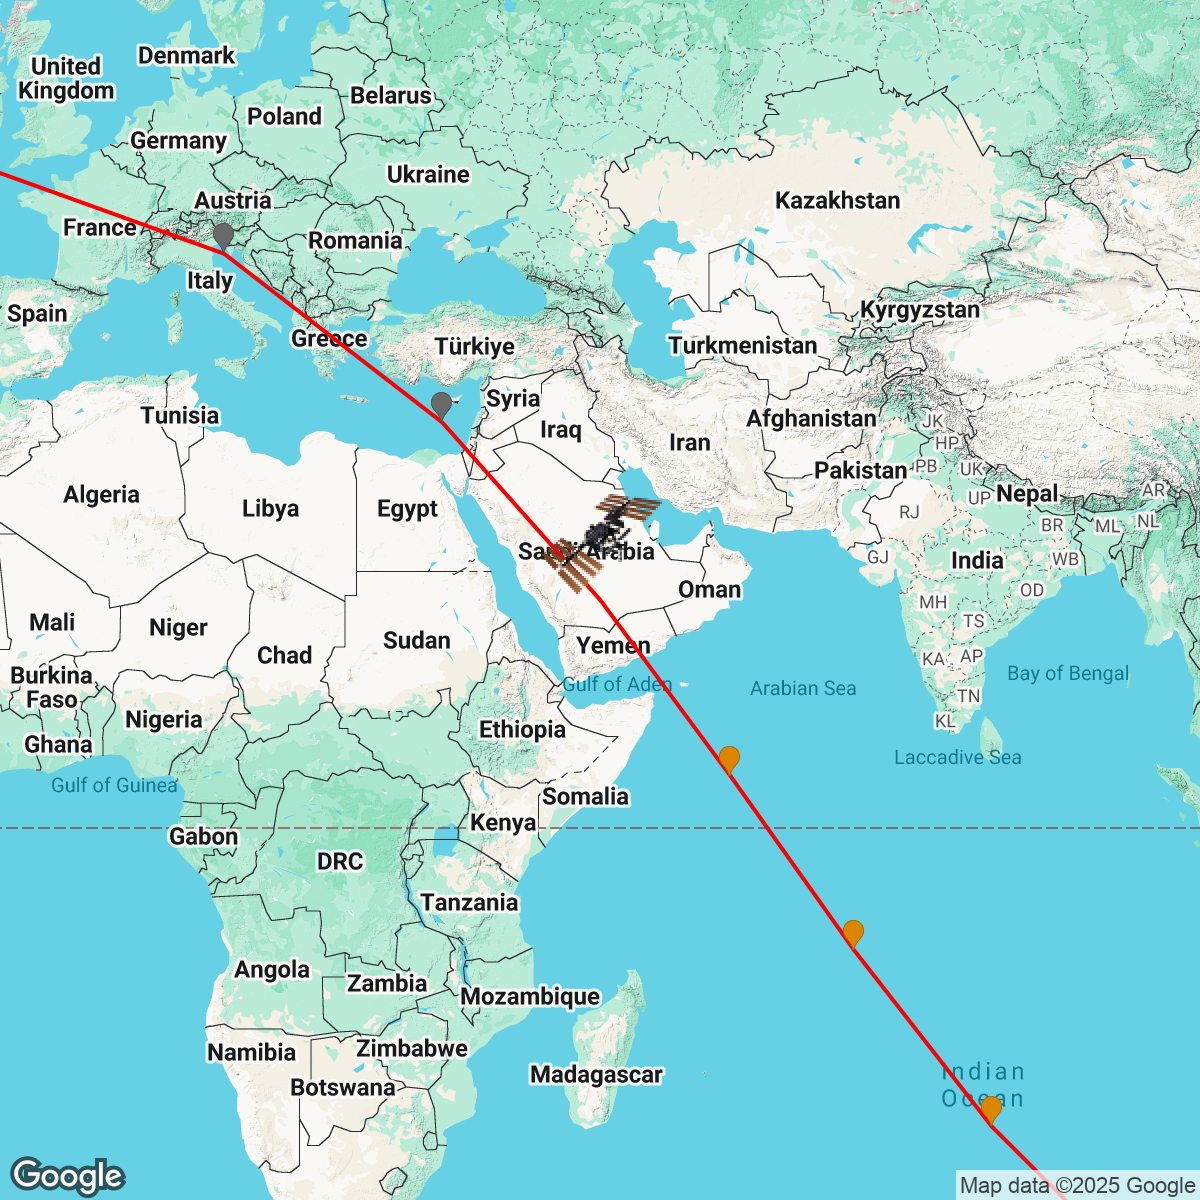 Denmark
United
Kingdom
Belarus
Poland
Germany
Ukraine
Austria
Kazakhstan
France
Romania
Italy
Spain
Kyrgyzstan
Greece
Türkiye
Turkmenistan
Syria
Tunisia
Afghanistan
JK
Iraq
Iran
HP
Pakistan
PB
UK
Algeria
UP
Nepal
AR
Libya
Egypt
RJ
BR
ML
NL
Saudi Arabia
GJ
India
WB
Oman
OD
MH
Mali
Niger
TS
Sudan
Yemen
Chad
KA
AP
Burkina
Faso
Bay of Bengal
Gulf of Aden
Arabian Sea
TN
Nigeria
KL
Ethiopia
Ghana
Laccadive Sea
Gulf of Guinea
Somalia
Kenya
Gabon
DRC
Tanzania
Angola
Zambia
Mozambique
Namibia
Zimbabwe
Madagascar
Indian
Ocean
Botswana
Google
Map data ©2025 Google